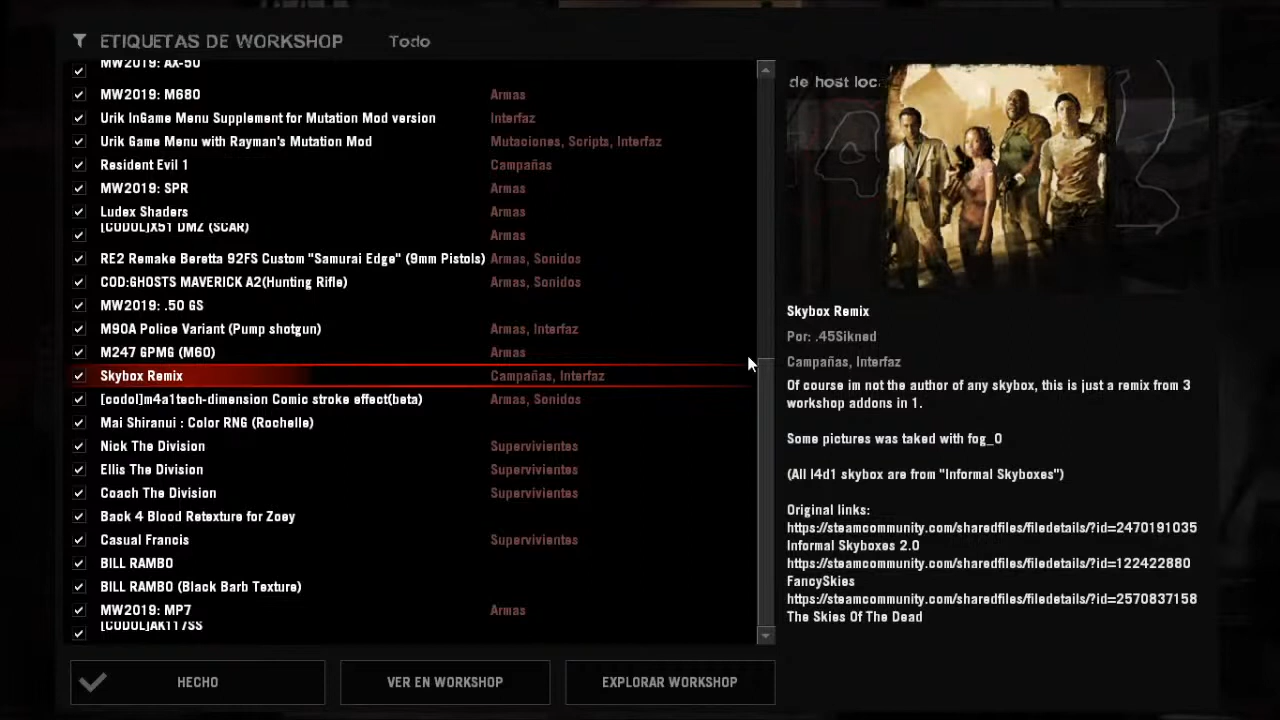 ETIQUETAS DE WORKSHOP Todo
MW2019: AX-50
MW2019: M680 Armas
Urik InGame Menu Supplement for Mutation Mod version Interfaz
Urik Game Menu with Rayman's Mutation Mod Mutaciones, Scripts, Interfaz
Resident Evil 1 Campañas
MW2019: SPR Armas
Ludex Shaders Armas
[CODOL]X51 DMZ (SCAR) Armas
RE2 Remake Beretta 92FS Custom "Samurai Edge" (9mm Pistols) Armas, Sonidos
COD:GHOSTS MAVERICK A2(Hunting Rifle) Armas, Sonidos
MW2019: .50 GS
M90A Police Variant (Pump shotgun) Armas, Interfaz
M247 GPMG (M60) Armas
Skybox Remix Campañas, Interfaz
[codol]m4a1tech-dimension Comic stroke effect(beta) Armas, Sonidos
Mai Shiranui : Color RNG (Rochelle)
Nick The Division Supervivientes
Ellis The Division Supervivientes
Coach The Division Supervivientes
Back 4 Blood Retexture for Zoey
Casual Francis Supervivientes
BILL RAMBO
BILL RAMBO (Black Barb Texture)
MW2019: MP7 Armas
[CODOL]AK117SS
HECHO
VER EN WORKSHOP
EXPLORAR WORKSHOP
de host loc
Skybox Remix
Por: .45Sikned
Campañas, Interfaz
Of course im not the author of any skybox, this is just a remix from 3
workshop addons in 1.
Some pictures was taked with fog_0
(All l4d1 skybox are from "Informal Skyboxes")
Original links:
https://steamcommunity.com/sharedfiles/filedetails/?id=2470191035
Informal Skyboxes 2.0
https://steamcommunity.com/sharedfiles/filedetails/?id=122422880
FancySkies
https://steamcommunity.com/sharedfiles/filedetails/?id=2570837158
The Skies Of The Dead